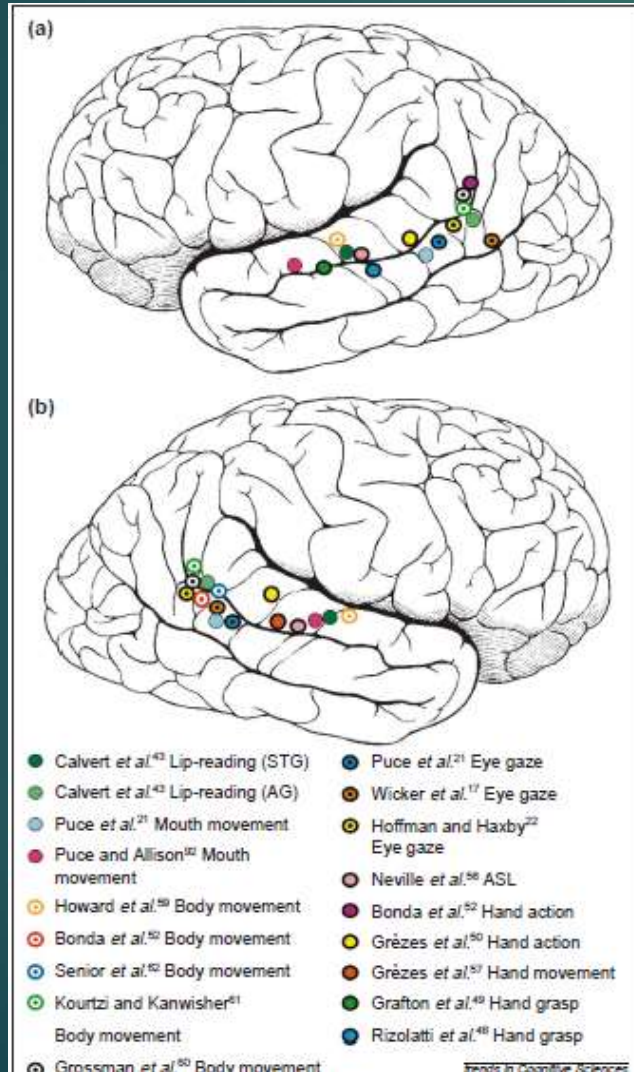 (a)
(b)
Calvert et al.43 Lip-reading (STG)
Calvert et al.43 Lip-reading (AG)
Puce et al.21 Mouth movement
Puce and Allison92 Mouth
movement
Howard et al.59 Body movement
Bonda et al.52 Body movement
Senior et al.62 Body movement
Kourtzi and Kanwisher61
Body movement
Grossman et al.60 Body movement
Puce et al.21 Eye gaze
Wicker et al.17 Eye gaze
Hoffman and Haxby22
Eye gaze
Neville et al.58 ASL
Bonda et al.52 Hand action
Grèzes et al.50 Hand action
Grèzes et al.57 Hand movement
Grafton et al.49 Hand grasp
Rizolatti et al.48 Hand grasp
trends in Cognitive Sciences